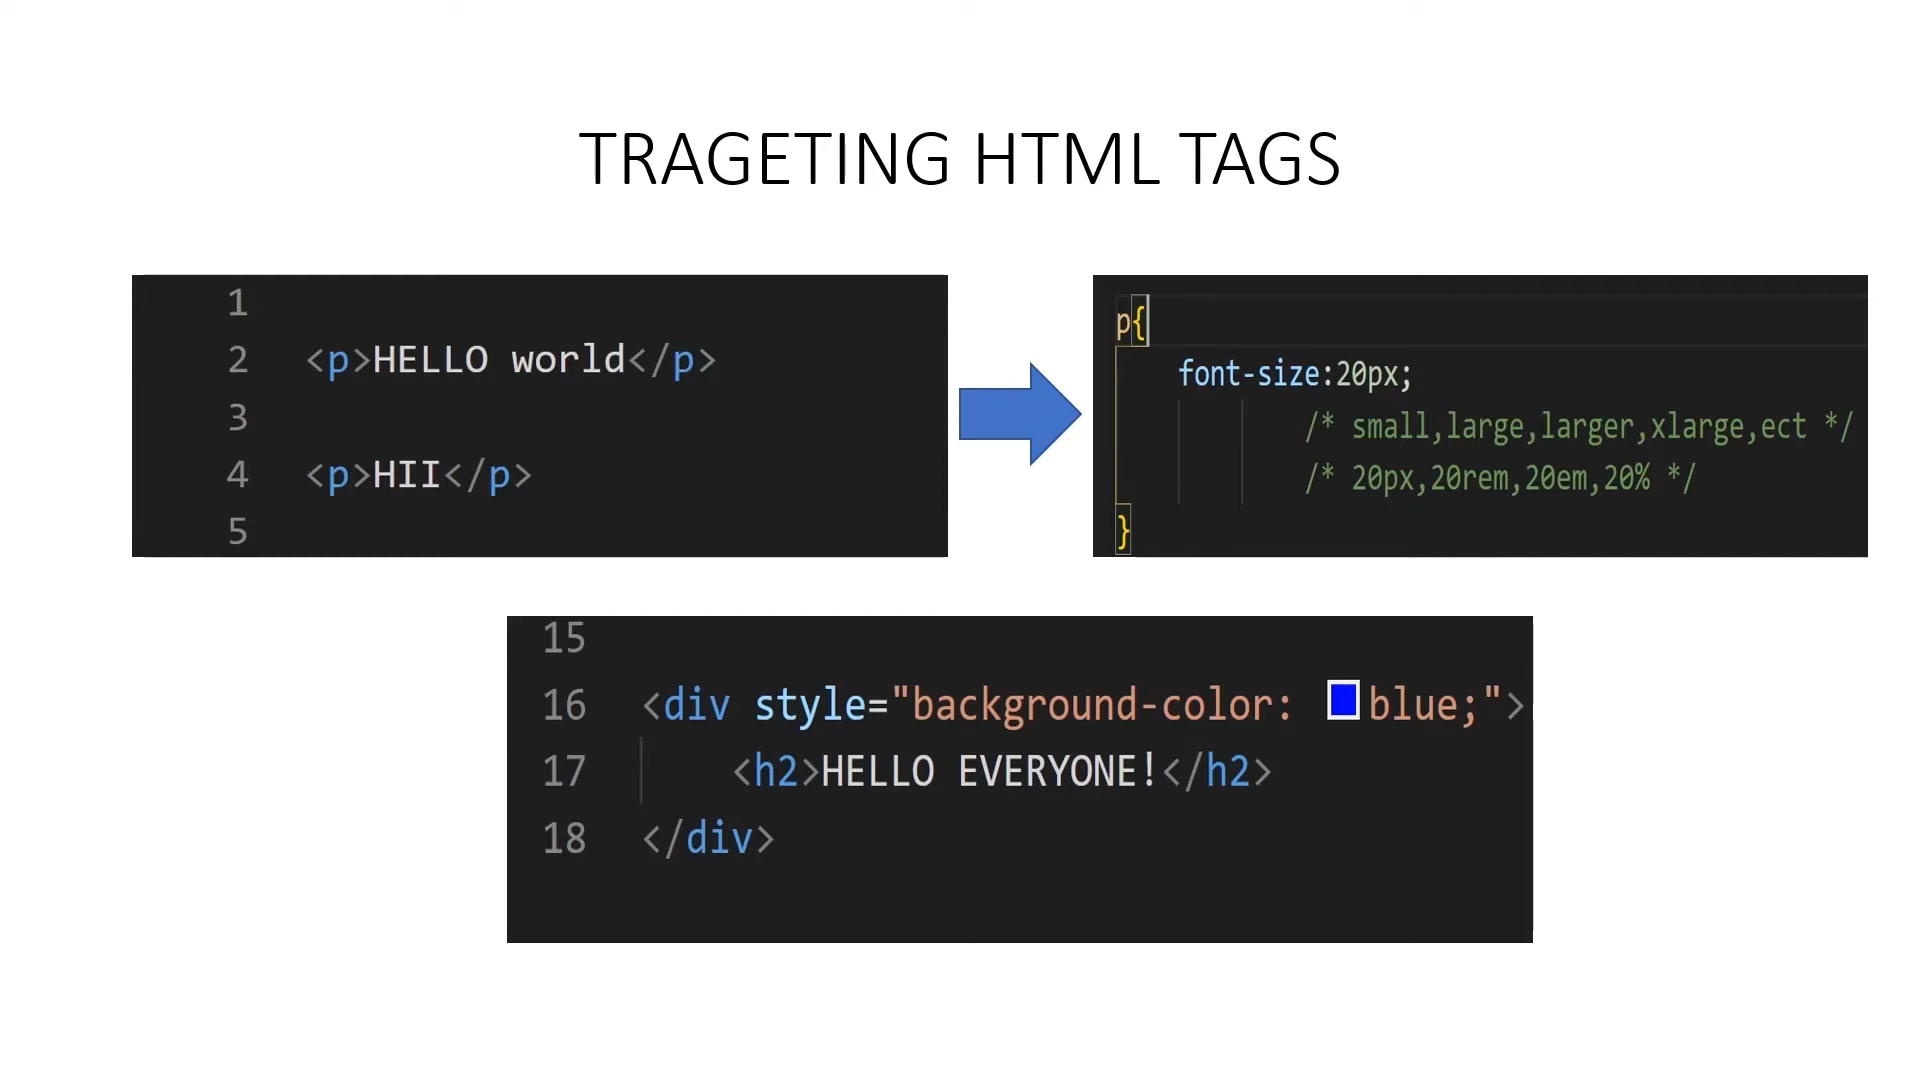 TRAGETING HTML TAGS
1
2 <p>HELLO world</p>
3
4 <p>HII</p>
5
p{
font-size:20px;
/* small,large,larger,xlarge,ect */
/* 20px,20rem,20em,20% */
}
15
16 <div style="background-color: blue;">
17 <h2>HELLO EVERYONE!</h2>
18 </div>